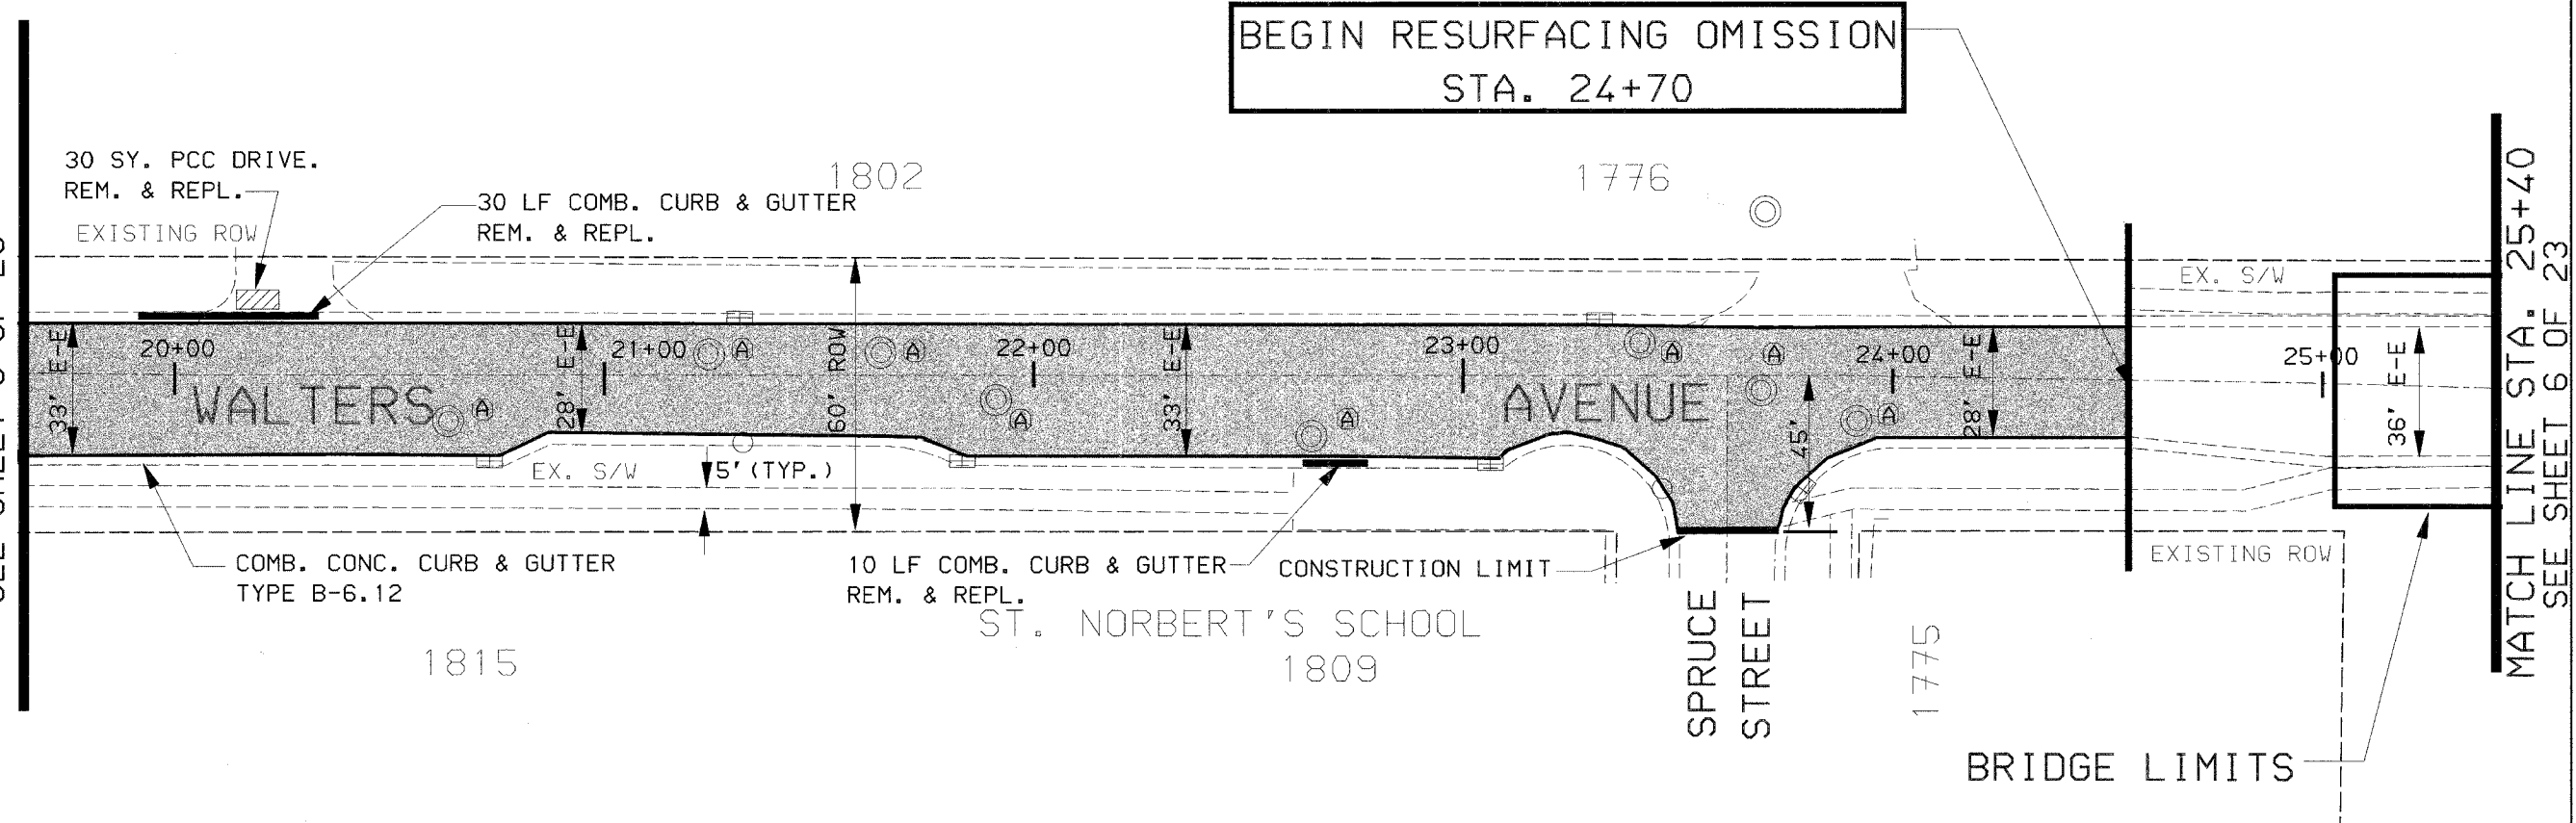 BEGIN RESURFACING OMISSION
STA. 24+70
30 SY. PCC DRIVE.
REM. & REPL.
1802
1776
30 LF COMB. CURB & GUTTER
REM. & REPL.
EXISTING ROW
EX. S/W
33' E-E
20+00
28' E-E
21+00
A
A
60' ROW
22+00
33' E-E
23+00
A
A
24+00
28' E-E
25+00
36' E-E
WALTERS
A
A
A
AVENUE
45'
A
EX. S/W
5' (TYP.)
COMB. CONC. CURB & GUTTER
TYPE B-6.12
10 LF COMB. CURB & GUTTER
REM. & REPL.
CONSTRUCTION LIMIT
EXISTING ROW
ST. NORBERT'S SCHOOL
1809
1815
SPRUCE
STREET
1775
BRIDGE LIMITS
MATCH LINE STA. 25+40
SEE SHEET 6 OF 23